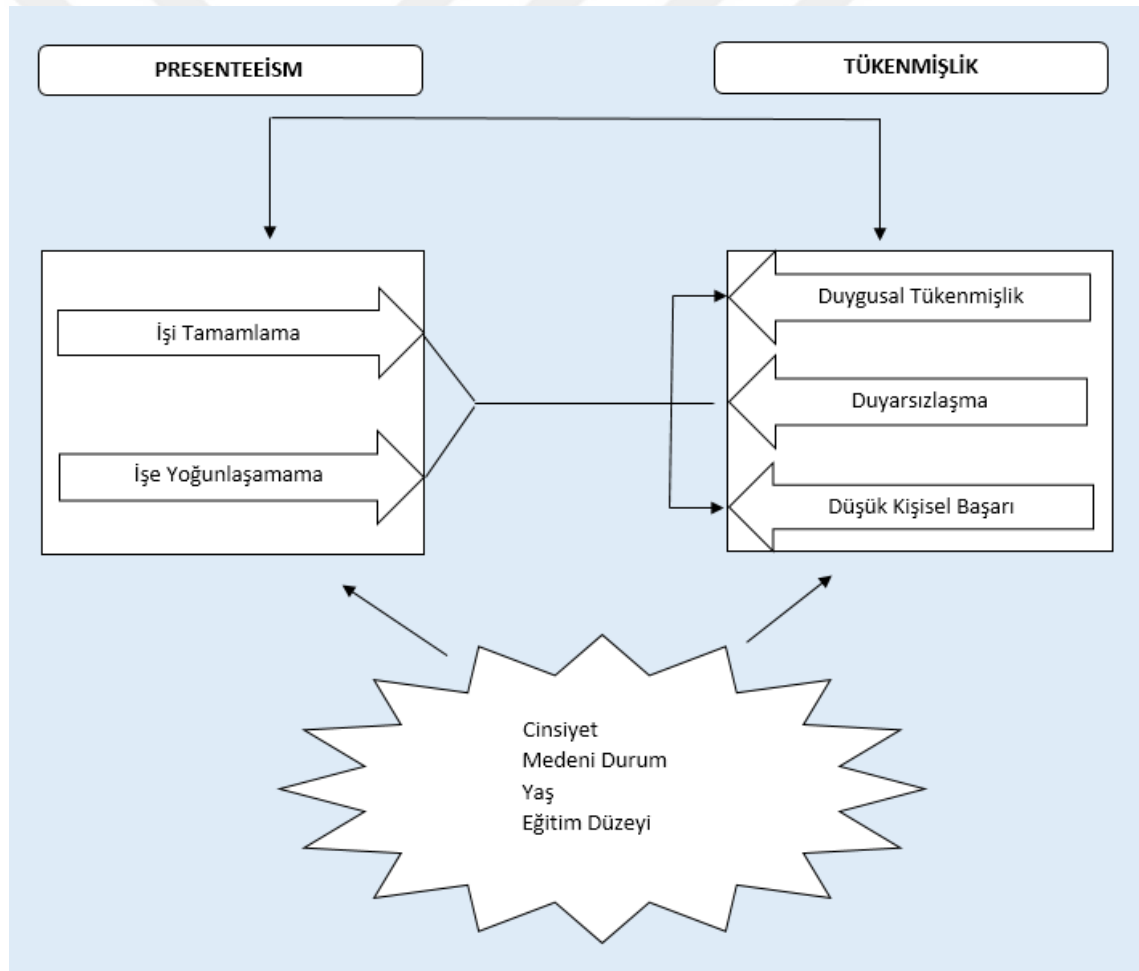 PRESENTEEİSM
TÜKENMİŞLİK
İşi Tamamlama
İşe Yoğunlaşamama
Duygusal Tükenmişlik
Duyarsızlaşma
Düşük Kişisel Başarı
Cinsiyet
Medeni Durum
Yaş
Eğitim Düzeyi